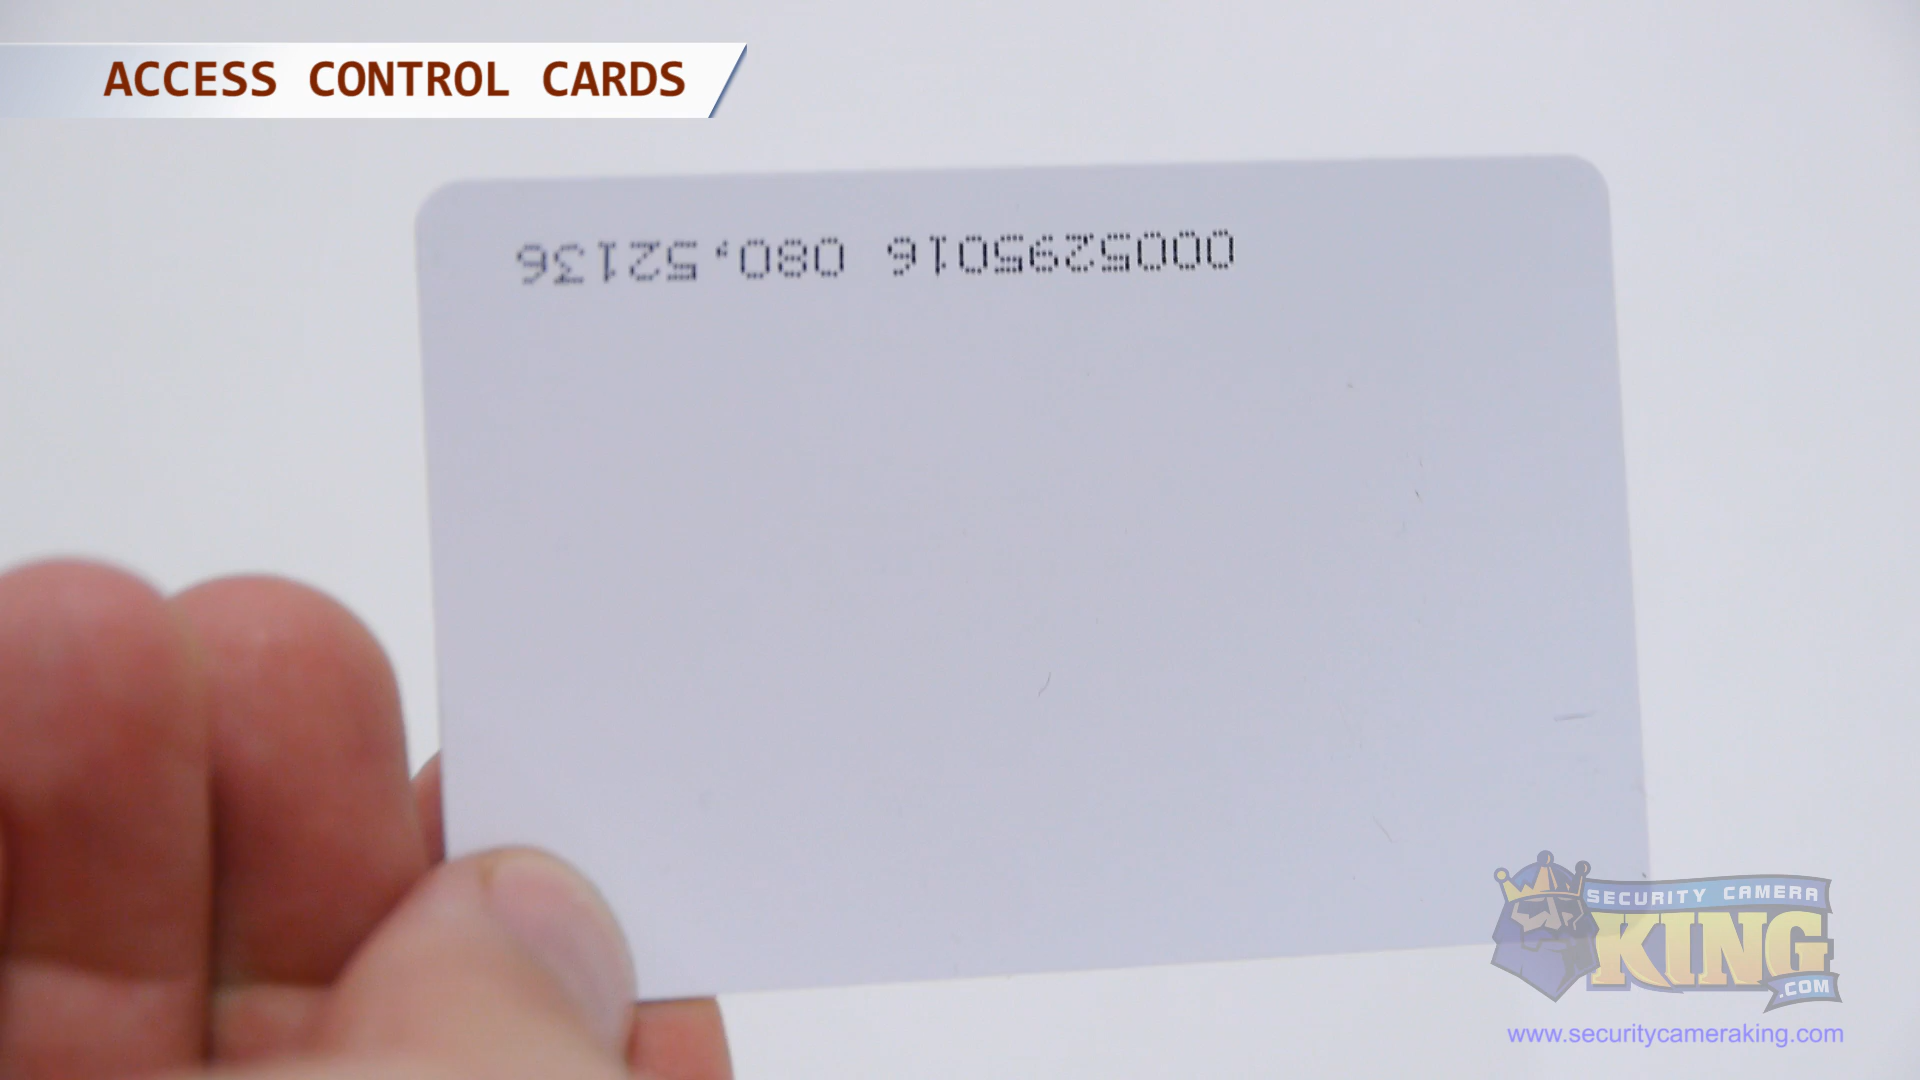 ACCESS CONTROL CARDS
0005295016 080,52136
SECURITY CAMERA
KING
.COM
www.securitycameraking.com